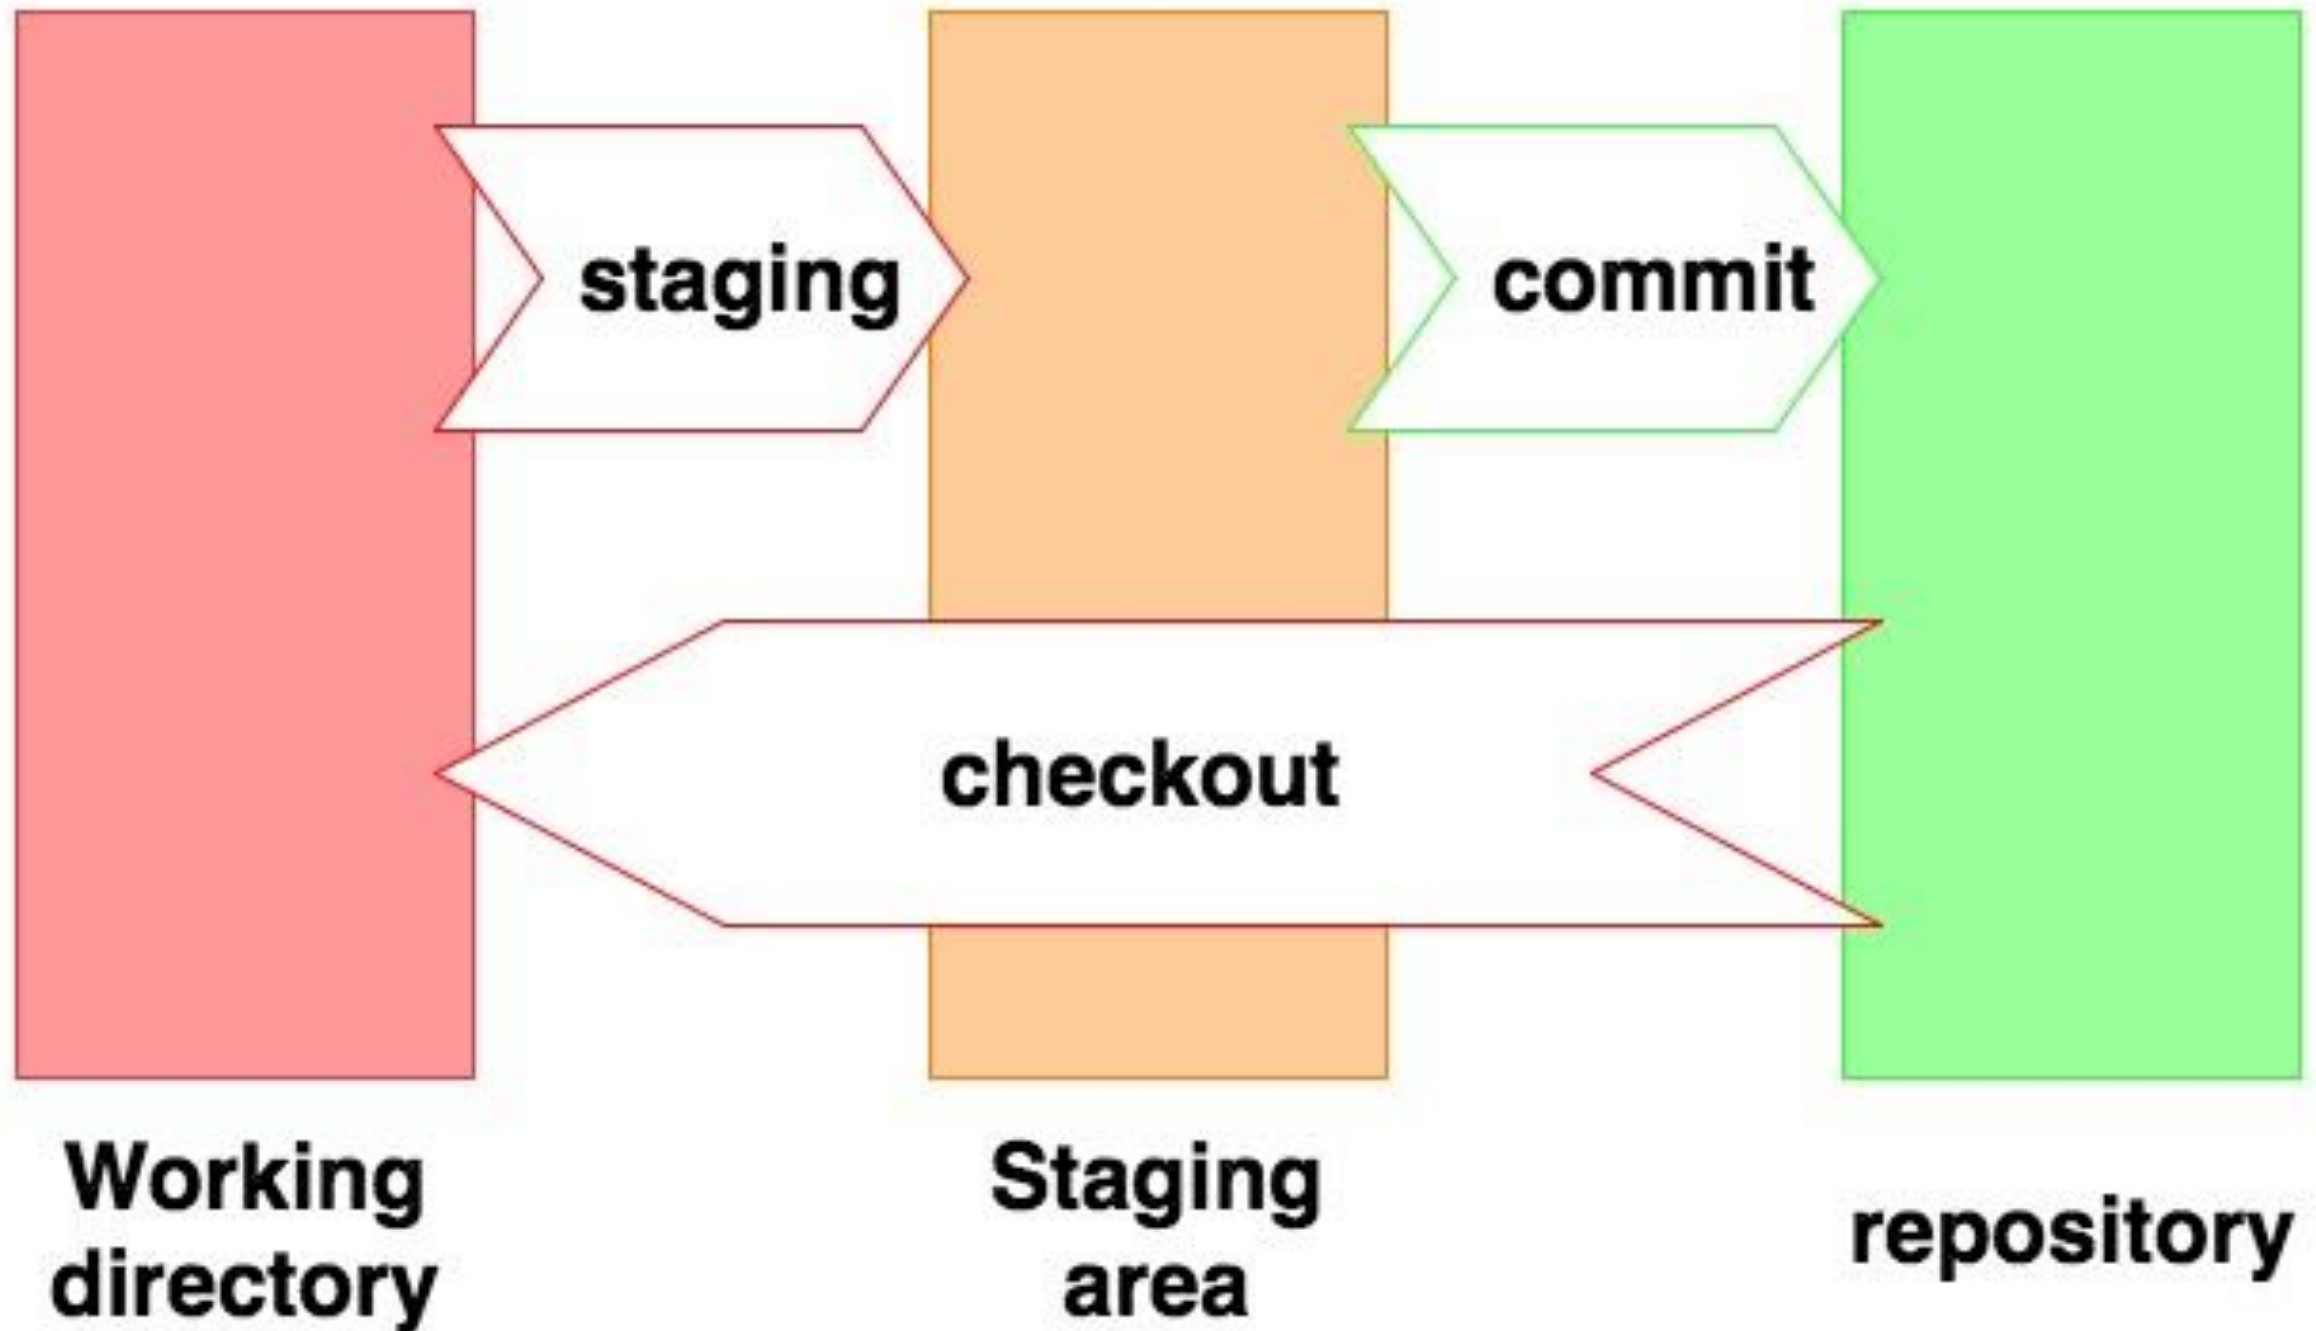 staging
commit
checkout
Working
directory
Staging
area
repository